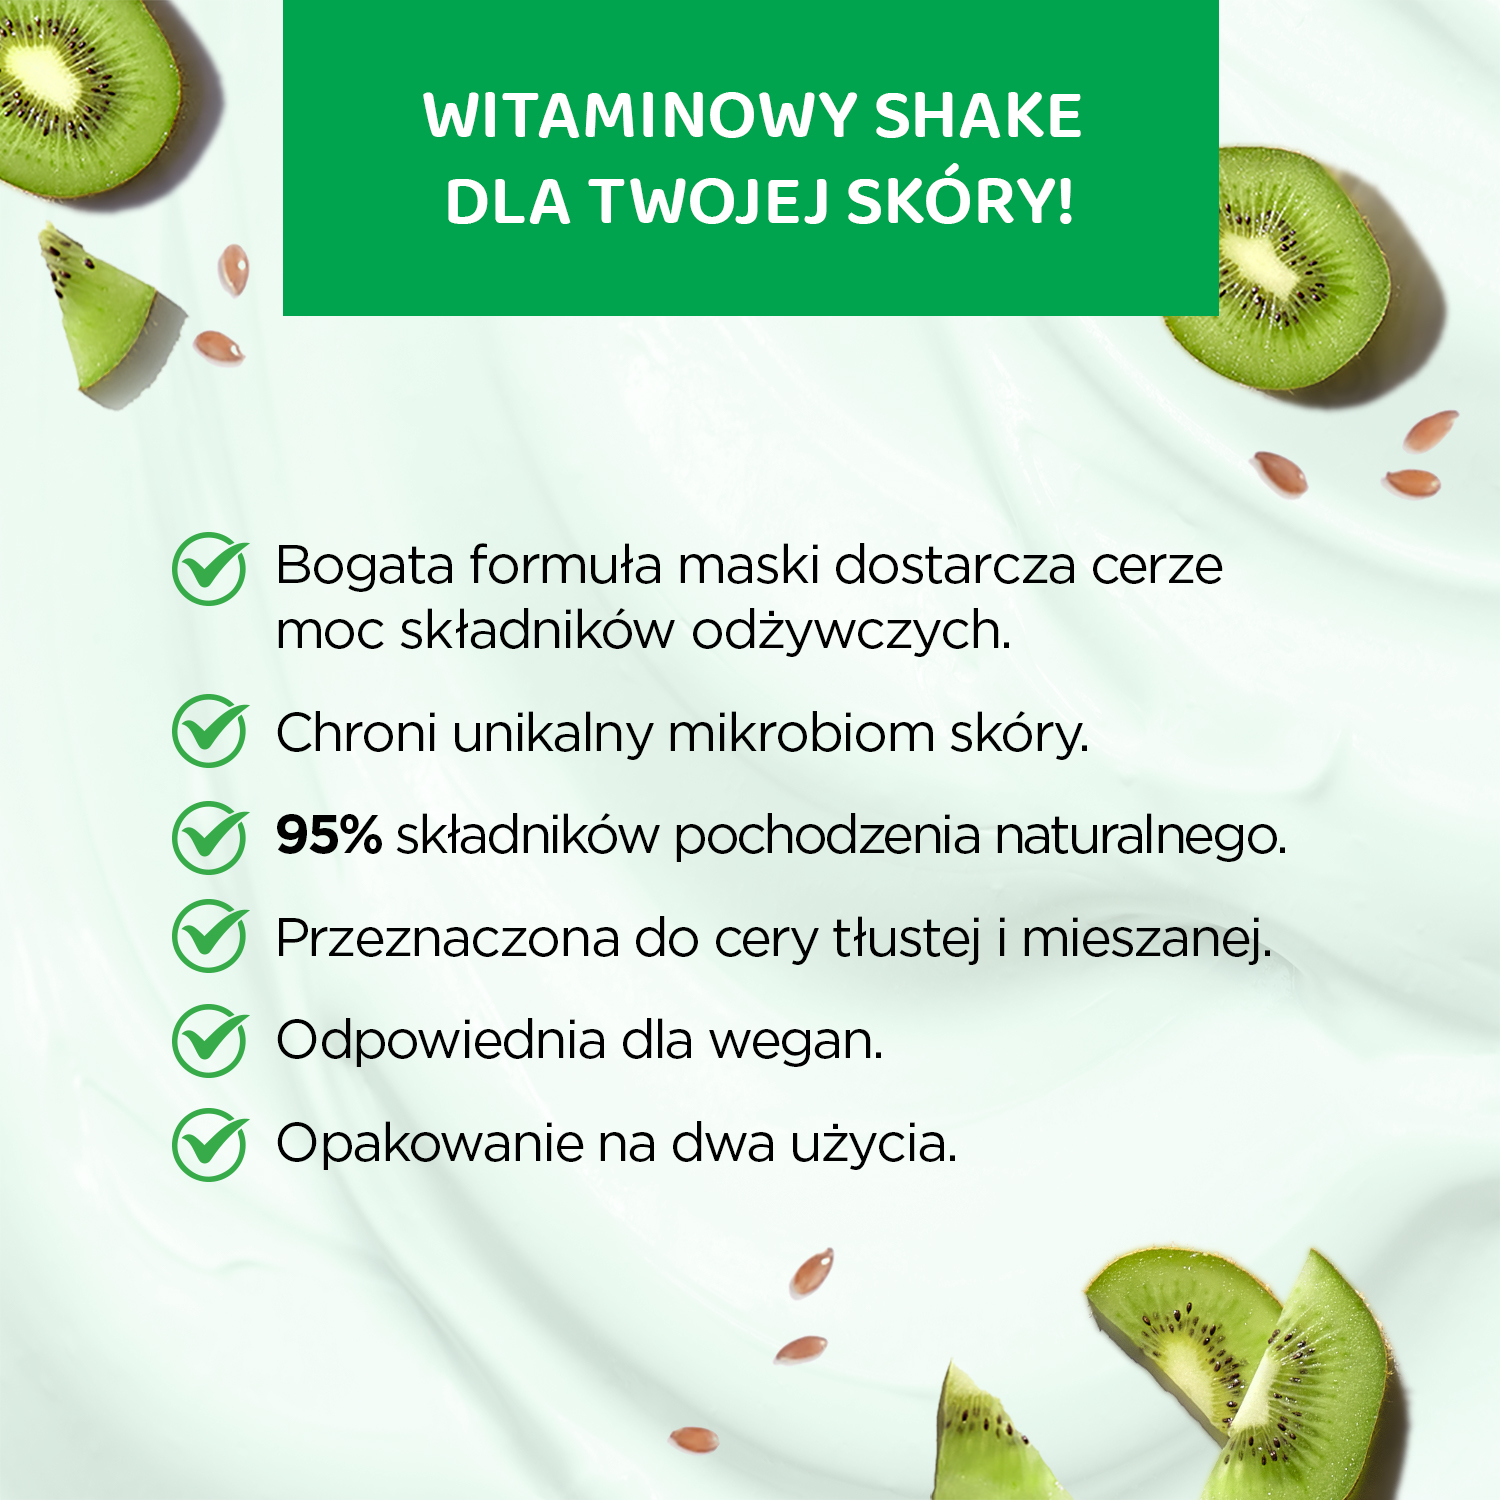 WITAMINOWY SHAKE
DLA TWOJEJ SKÓRY!
Bogata formuła maski dostarcza cerze
moc składników odżywczych.
Chroni unikalny mikrobiom skóry.
95% składników pochodzenia naturalnego.
Przeznaczona do cery tłustej i mieszanej.
Odpowiednia dla wegan.
Opakowanie na dwa użycia.